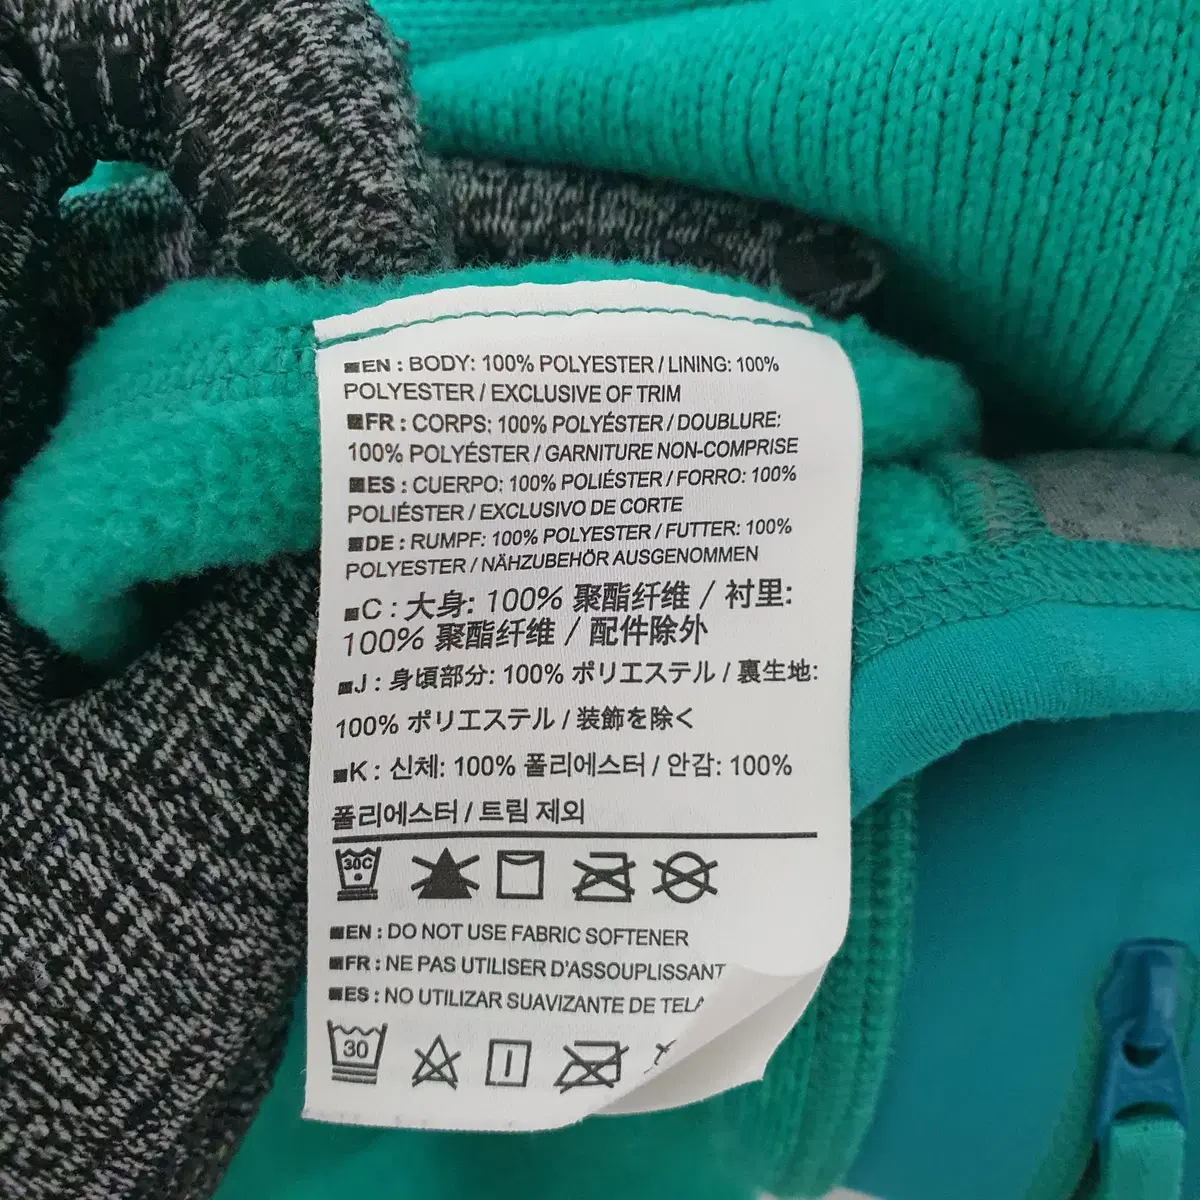 EN : BODY: 100% POLYESTER / LINING: 100%
POLYESTER / EXCLUSIVE OF TRIM
FR : CORPS: 100% POLYÉSTER / DOUBLURE:
100% POLYÉSTER / GARNITURE NON-COMPRISE
ES : CUERPO: 100% POLIÉSTER / FORRO: 100%
POLIÉSTER / EXCLUSIVO DE CORTE
DE : RUMPF: 100% POLYESTER / FUTTER: 100%
POLYESTER / NÄHZUBEHÖR AUSGENOMMEN
C : 大身: 100% 聚酯纤维 / 衬里:
100% 聚酯纤维 / 配件除外
J : 身頃部分: 100% ポリエステル / 裏生地:
100% ポリエステル / 装飾を除く
K : 신체: 100% 폴리에스터 / 안감: 100%
폴리에스터 / 트림 제외
30C
EN : DO NOT USE FABRIC SOFTENER
FR : NE PAS UTILISER D'ASSOUPLISSANT
ES : NO UTILIZAR SUAVIZANTE DE TELA
30